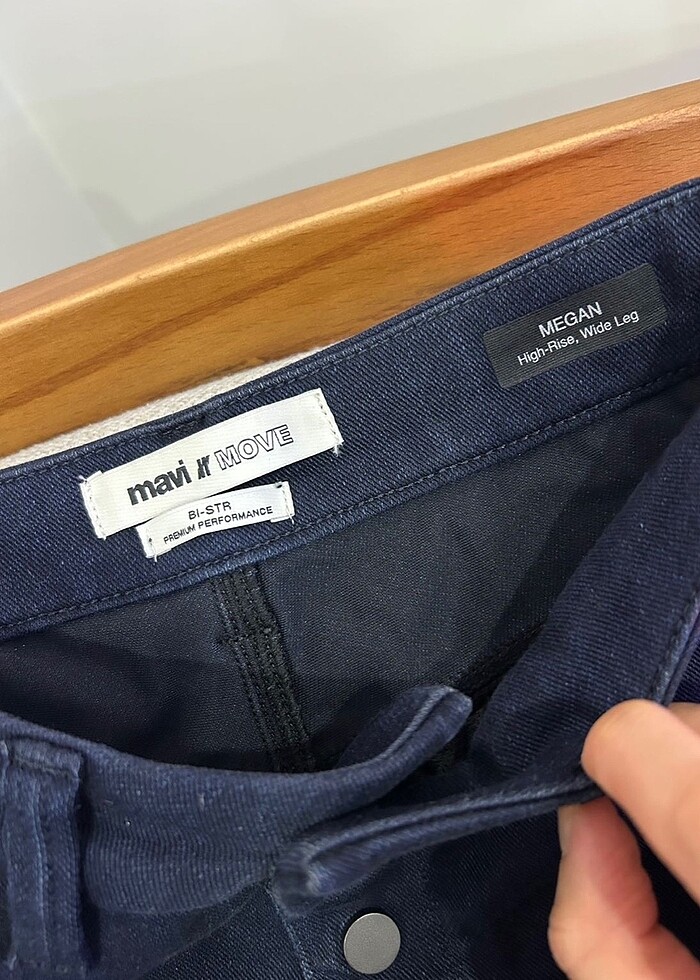 mavi // MOVE
BI-STR
PREMIUM PERFORMANCE
MEGAN
High-Rise, Wide Leg